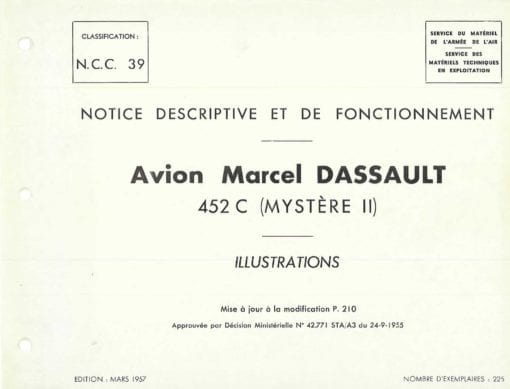 CLASSIFICATION :
N.C.C. 39
SERVICE DU MATÉRIEL
DE L'ARMÉE DE L'AIR
SERVICE DES
MATÉRIELS TECHNIQUES
EN EXPLOITATION
NOTICE DESCRIPTIVE ET DE FONCTIONNEMENT
Avion Marcel DASSAULT
452 C (MYSTÈRE II)
ILLUSTRATIONS
Mise à jour à la modification P. 210
Approuvée par Décision Ministérielle N° 42.771 STA/A3 du 24-9-1955
EDITION : MARS 1957
NOMBRE D'EXEMPLAIRES : 225